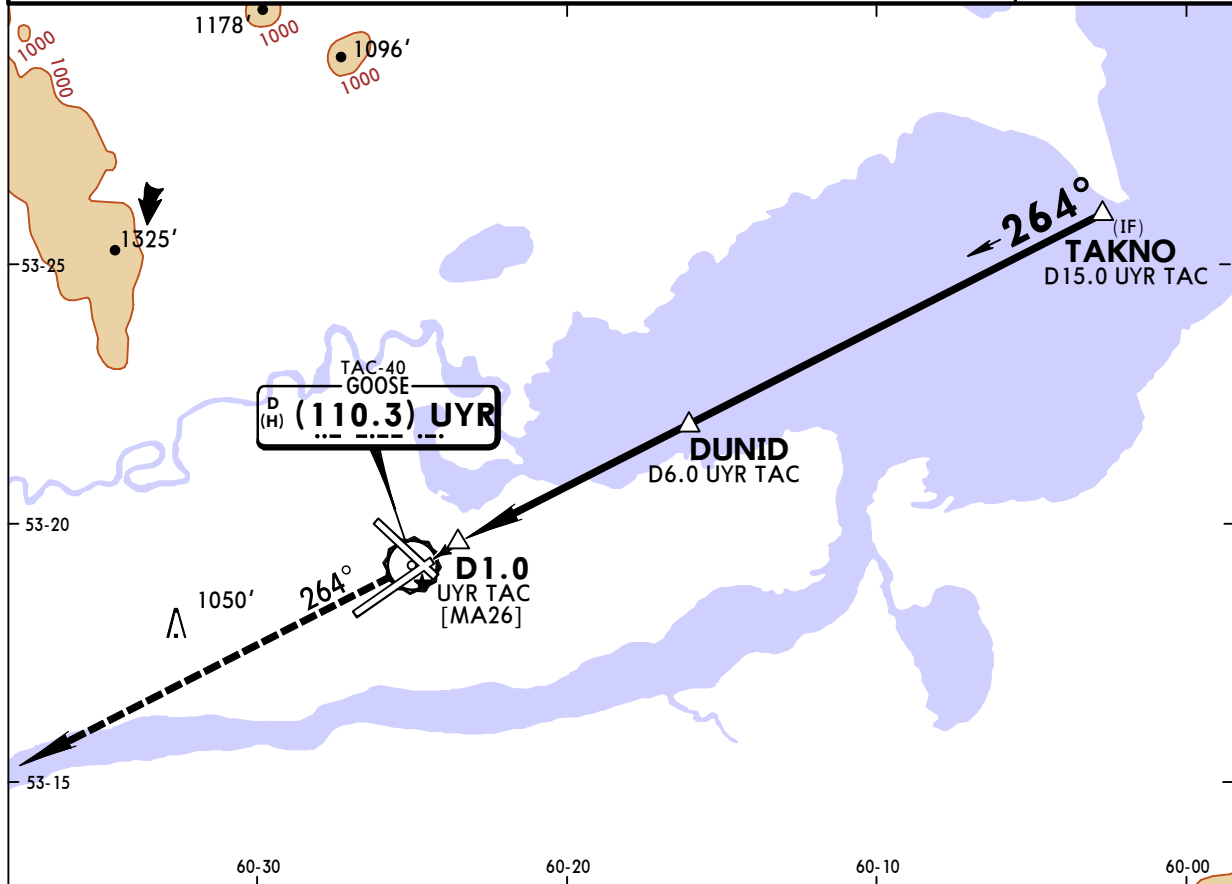 1178'
1000
1096'
1000
1000
1000
264°
(IF)
TAKNO
D15.0 UYR TAC
1325'
53-25
TAC-40
GOOSE
D
(H)
(110.3) UYR
DUNID
D6.0 UYR TAC
53-20
D1.0
UYR TAC
[MA26]
264°
1050'
53-15
60-30
60-20
60-10
60-00